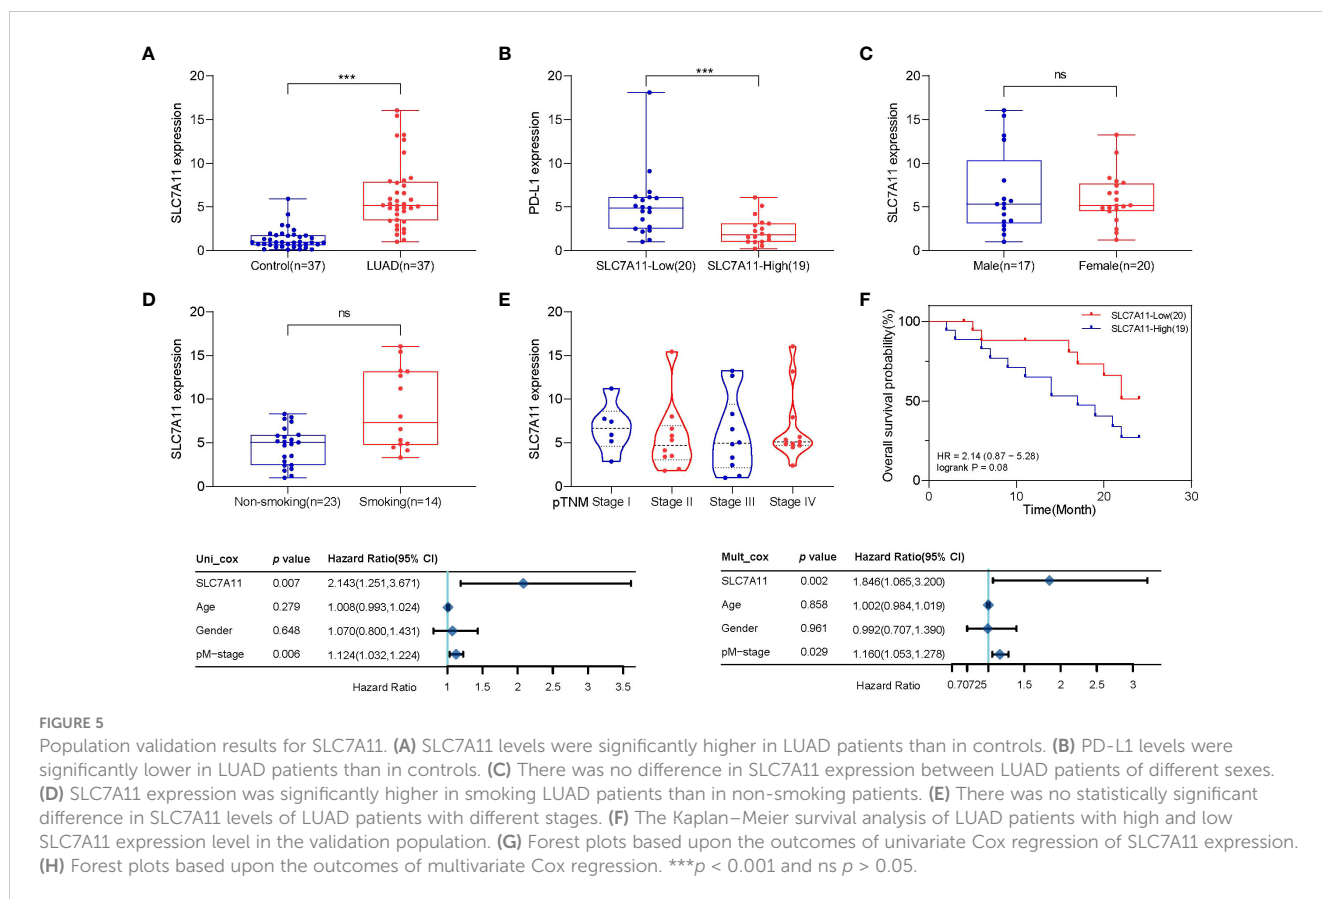 A
SLC7A11 expression
20
15
10
5
0
***
Control(n=37)
LUAD(n=37)
B
PD-L1 expression
20
15
10
5
0
***
SLC7A11-Low(20)
SLC7A11-High(19)
C
SLC7A11 expression
20
15
10
5
0
ns
Male(n=17)
Female(n=20)
D
SLC7A11 expression
20
15
10
5
0
ns
Non-smoking(n=23)
Smoking(n=14)
E
SLC7A11 expression
20
15
10
5
0
pTNM Stage I Stage II Stage III Stage IV
F
Overall survival probability(%)
100
50
0
SLC7A11-Low(20)
SLC7A11-High(19)
HR = 2.14 (0.87 − 5.28)
logrank P = 0.08
0 10 20 30
Time(Month)
Uni_cox p value Hazard Ratio(95% CI)
SLC7A11 0.007 2.143(1.251,3.671)
Age 0.279 1.008(0.993,1.024)
Gender 0.648 1.070(0.800,1.431)
pM−stage 0.006 1.124(1.032,1.224)
Hazard Ratio 1 1.5 2 2.5 3 3.5
Mult_cox p value Hazard Ratio(95% CI)
SLC7A11 0.002 1.846(1.065,3.200)
Age 0.858 1.002(0.984,1.019)
Gender 0.961 0.992(0.707,1.390)
pM−stage 0.029 1.160(1.053,1.278)
Hazard Ratio 0.70725 1.5 2 2.5 3
FIGURE 5
Population validation results for SLC7A11. (A) SLC7A11 levels were significantly higher in LUAD patients than in controls. (B) PD-L1 levels were
significantly lower in LUAD patients than in controls. (C) There was no difference in SLC7A11 expression between LUAD patients of different sexes.
(D) SLC7A11 expression was significantly higher in smoking LUAD patients than in non-smoking patients. (E) There was no statistically significant
difference in SLC7A11 levels of LUAD patients with different stages. (F) The Kaplan–Meier survival analysis of LUAD patients with high and low
SLC7A11 expression level in the validation population. (G) Forest plots based upon the outcomes of univariate Cox regression of SLC7A11 expression.
(H) Forest plots based upon the outcomes of multivariate Cox regression. ***p < 0.001 and ns p > 0.05.